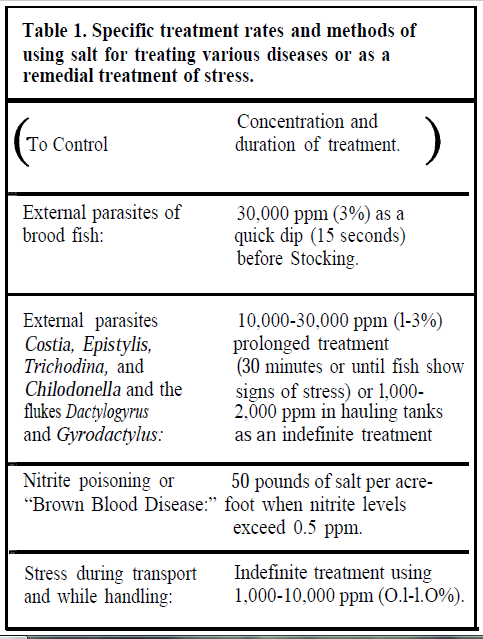 Table 1. Specific treatment rates and methods of
using salt for treating various diseases or as a
remedial treatment of stress.
( To Control Concentration and )
duration of treatment.
External parasites of 30,000 ppm (3%) as a
brood fish: quick dip (15 seconds)
before Stocking.
External parasites 10,000-30,000 ppm (l-3%)
Costia, Epistylis, prolonged treatment
Trichodina, and (30 minutes or until fish show
Chilodonella and the signs of stress) or 1,000-
flukes Dactylogyrus 2,000 ppm in hauling tanks
and Gyrodactylus: as an indefinite treatment
Nitrite poisoning or 50 pounds of salt per acre-
“Brown Blood Disease:” foot when nitrite levels
exceed 0.5 ppm.
Stress during transport Indefinite treatment using
and while handling: 1,000-10,000 ppm (O.l-l.O%).